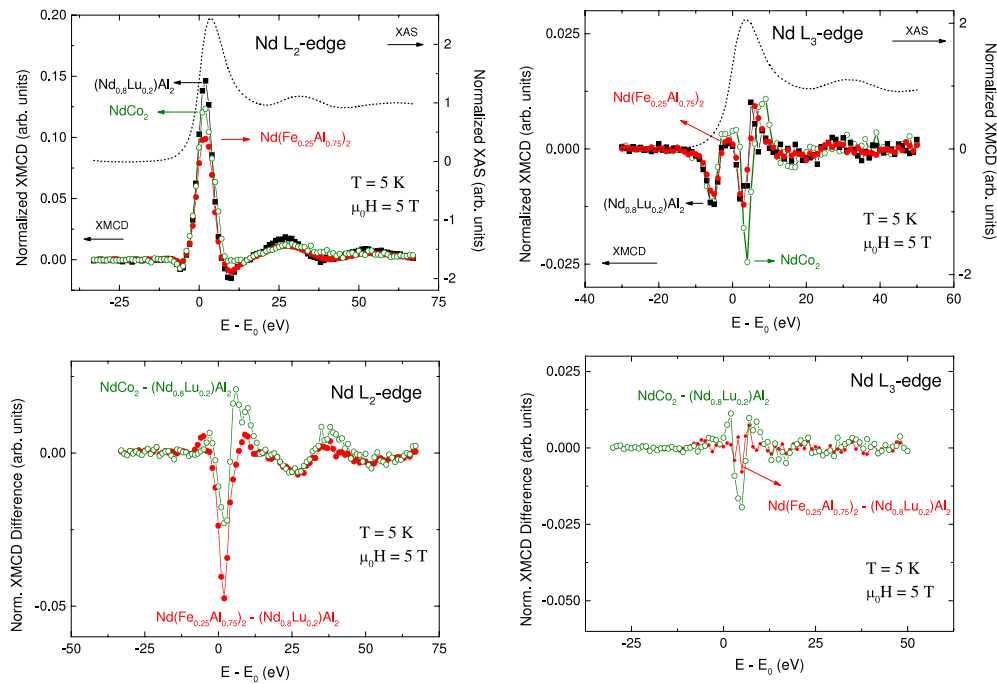 Nd L2-edge
XAS
(Nd0.8Lu0.2)Al2
NdCo2
Nd(Fe0.25Al0.75)2
T = 5 K
μ0H = 5 T
XMCD
0.20
0.15
0.10
0.05
0.00
2
1
0
-1
-2
-25
0
25
50
75
E - E0 (eV)
Normalized XMCD (arb. units)
Normalized XAS (arb. units)
Nd L3-edge
XAS
Nd(Fe0.25Al0.75)2
(Nd0.8Lu0.2)Al2
T = 5 K
μ0H = 5 T
XMCD
NdCo2
0.025
0.000
-0.025
2
0
-2
-40
-20
0
20
40
60
E - E0 (eV)
Normalized XMCD (arb. units)
Normalized XMCD (arb. units)
NdCo2 - (Nd0.8Lu0.2)Al2
Nd L2-edge
T = 5 K
μ0H = 5 T
Nd(Fe0.25Al0.75)2 - (Nd0.8Lu0.2)Al2
0.00
-0.05
-50
-25
0
25
50
75
E - E0 (eV)
Norm. XMCD Difference (arb. units)
NdCo2 - (Nd0.8Lu0.2)Al2
Nd L3-edge
Nd(Fe0.25Al0.75)2 - (Nd0.8Lu0.2)Al2
T = 5 K
μ0H = 5 T
0.025
0.000
-0.025
-0.050
-25
0
25
50
E - E0 (eV)
Norm. XMCD Difference (arb. units)